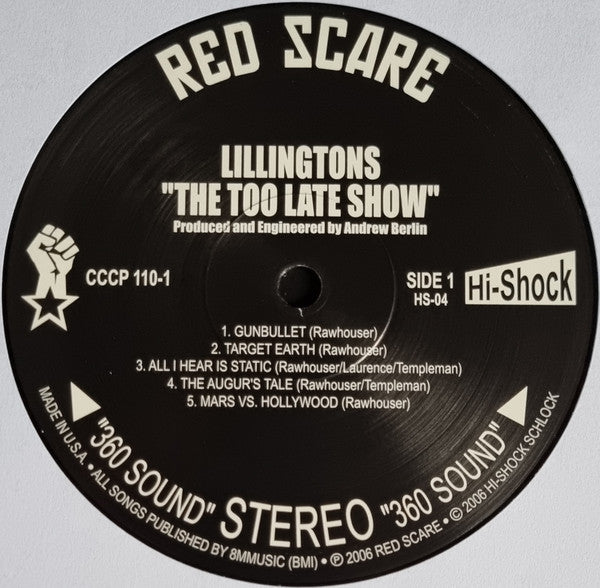 RED SCARE
LILLINGTONS
"THE TOO LATE SHOW"
Produced and Engineered by Andrew Berlin
CCCP 110-1
SIDE 1
HS-04
Hi-Shock
1. GUNBULLET (Rawhouser)
2. TARGET EARTH (Rawhouser)
3. ALL I HEAR IS STATIC (Rawhouser/Laurence/Templeman)
4. THE AUGUR'S TALE (Rawhouser/Templeman)
5. MARS VS. HOLLYWOOD (Rawhouser)
"360 SOUND" STEREO "360 SOUND"
MADE IN U.S.A. • ALL SONGS PUBLISHED BY 8MMUSIC (BMI) • ℗ 2006 RED SCARE • © 2006 HI-SHOCK SCHLOCK